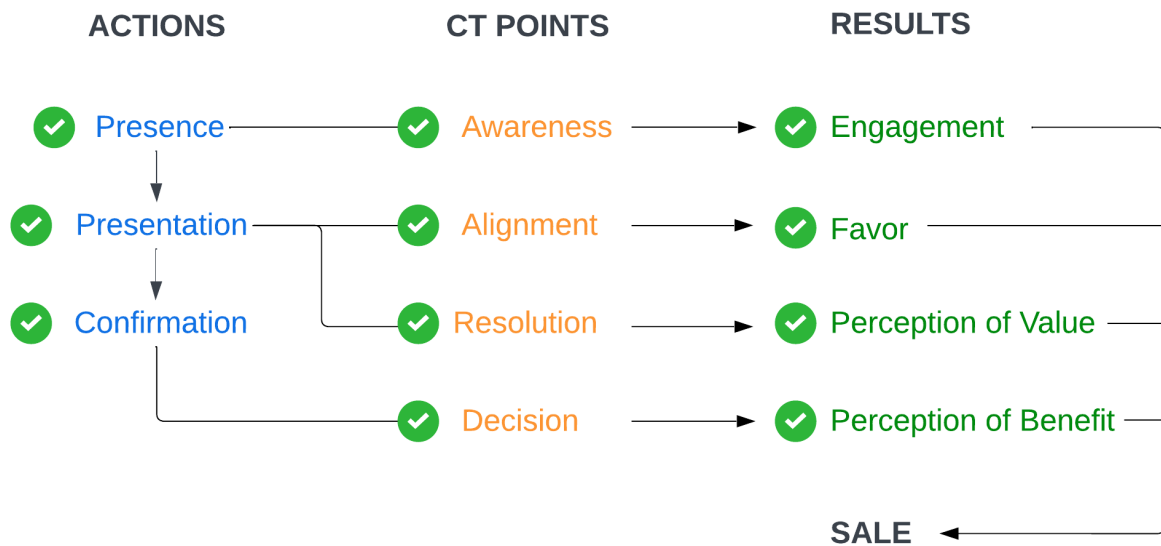 ACTIONS CT POINTS RESULTS
Presence Awareness Engagement
Presentation Alignment Favor
Confirmation Resolution Perception of Value
Decision Perception of Benefit
SALE